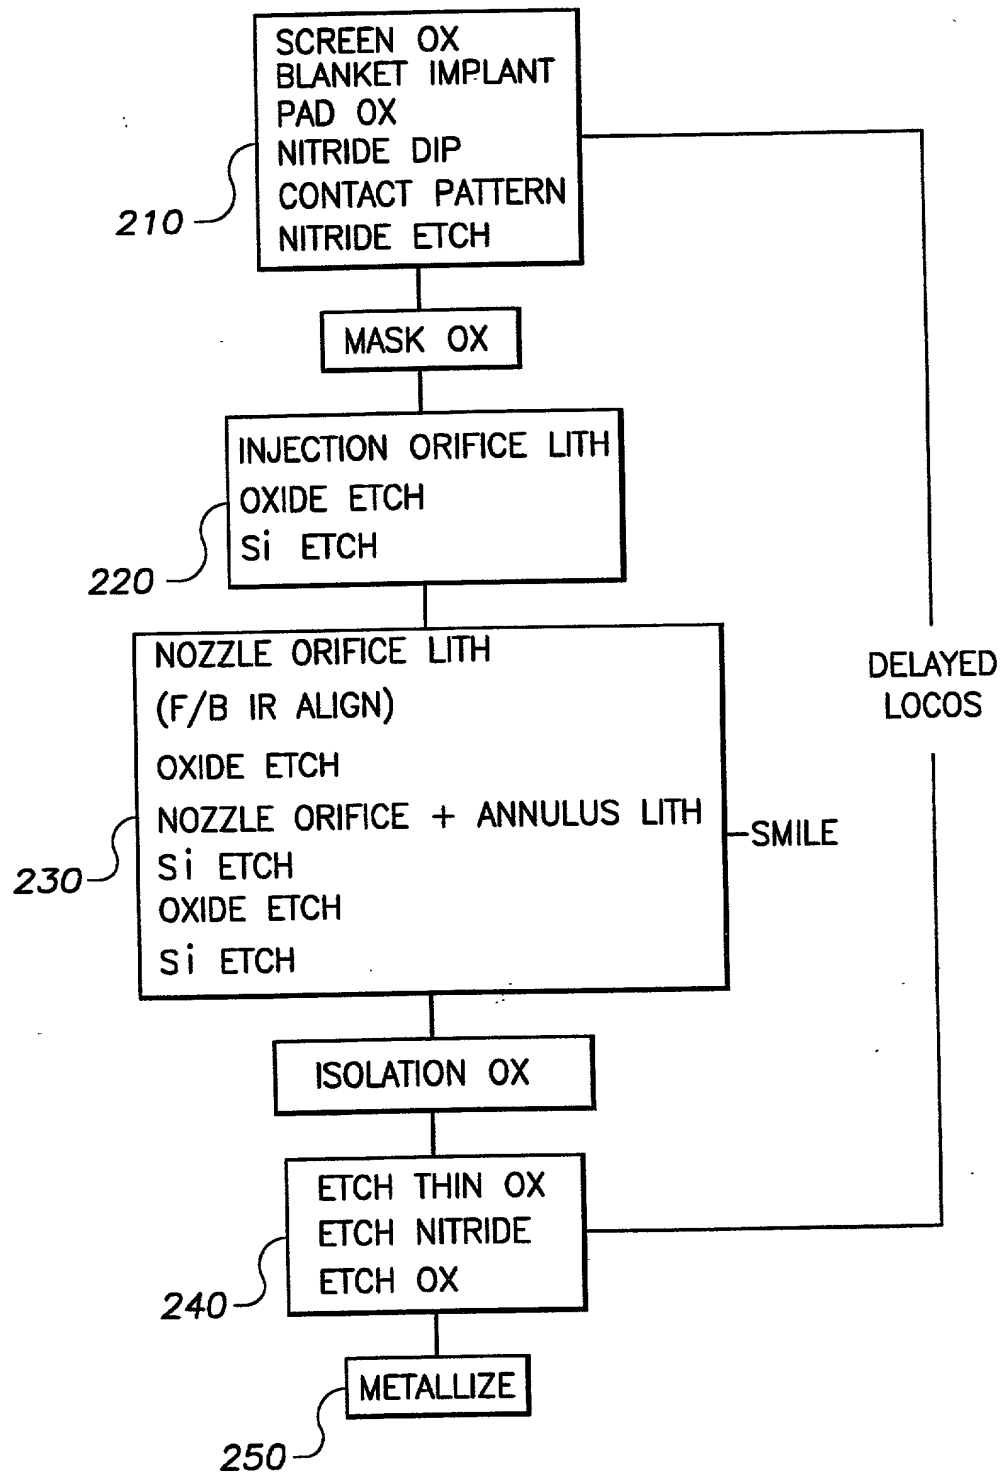 SCREEN OX
BLANKET IMPLANT
PAD OX
NITRIDE DIP
CONTACT PATTERN
NITRIDE ETCH
210
MASK OX
INJECTION ORIFICE LITH
OXIDE ETCH
Si ETCH
220
NOZZLE ORIFICE LITH
(F/B IR ALIGN)
OXIDE ETCH
NOZZLE ORIFICE + ANNULUS LITH
Si ETCH
OXIDE ETCH
Si ETCH
230
SMILE
DELAYED
LOCOS
ISOLATION OX
ETCH THIN OX
ETCH NITRIDE
ETCH OX
240
METALLIZE
250